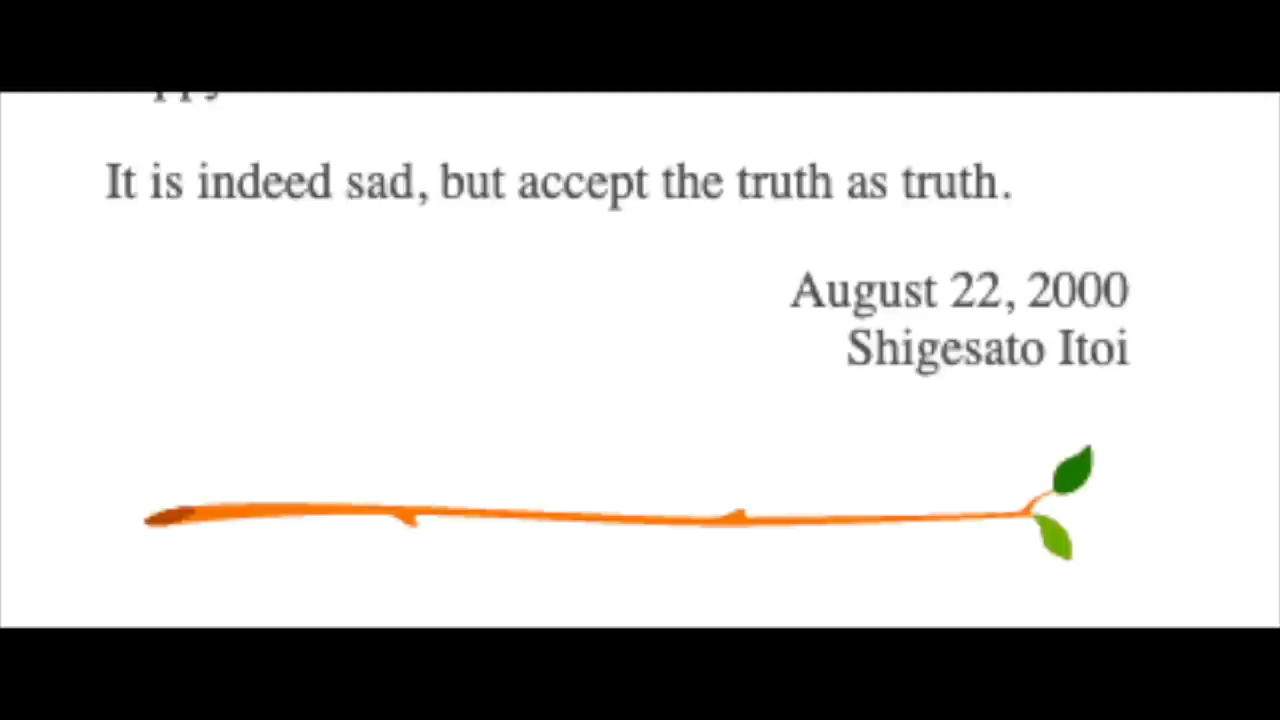 It is indeed sad, but accept the truth as truth.
August 22, 2000
Shigesato Itoi